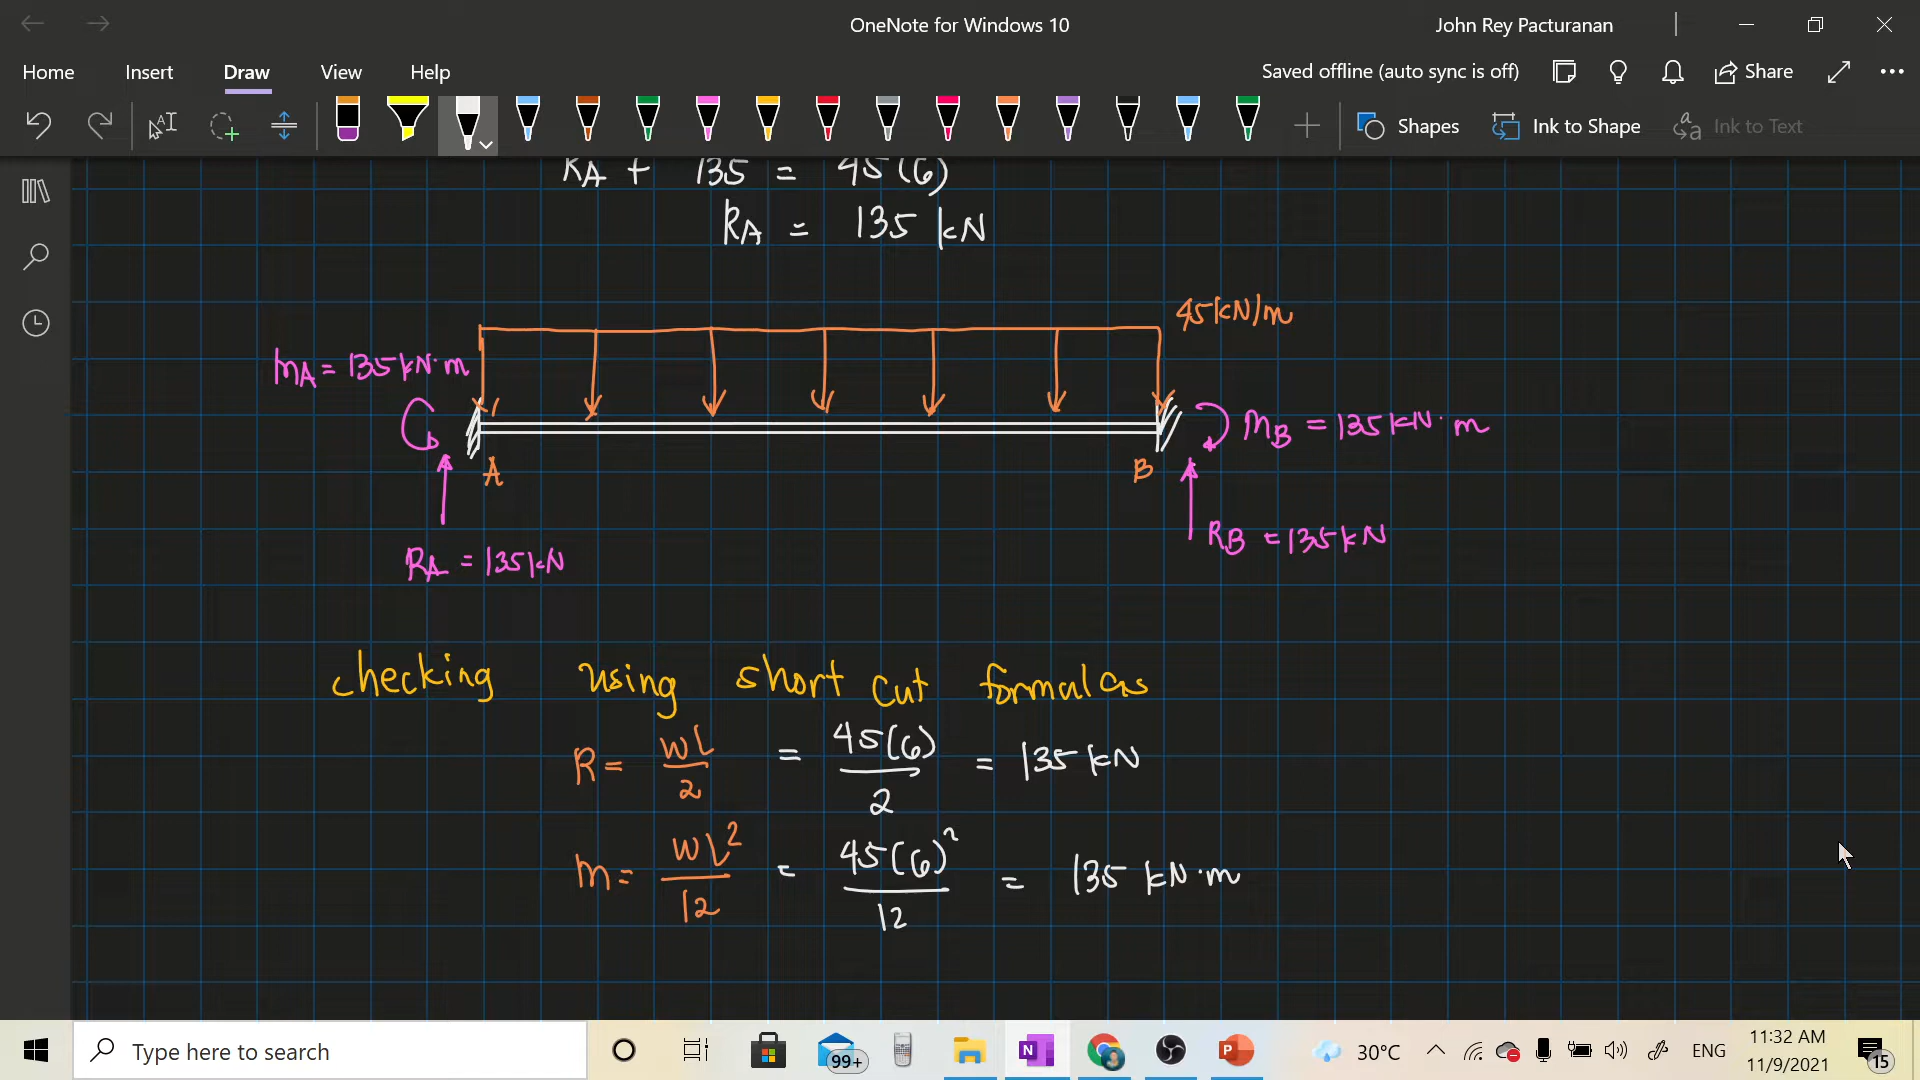 OneNote for Windows 10
John Rey Pacturanan
Home Insert Draw View Help
Saved offline (auto sync is off) Share
Shapes Ink to Shape Ink to Text
RA + 135 = 45(6)
RA = 135 kN
45 kN/m
MA = 135 kN·m
MB = 135 kN·m
A
B
RA = 135 kN
RB = 135 kN
checking using short cut formulas
R = WL/2 = 45(6)/2 = 135 kN
M = WL²/12 = 45(6)²/12 = 135 kN·m
Type here to search
99+
N
P
30°C
ENG
11:32 AM
11/9/2021
15